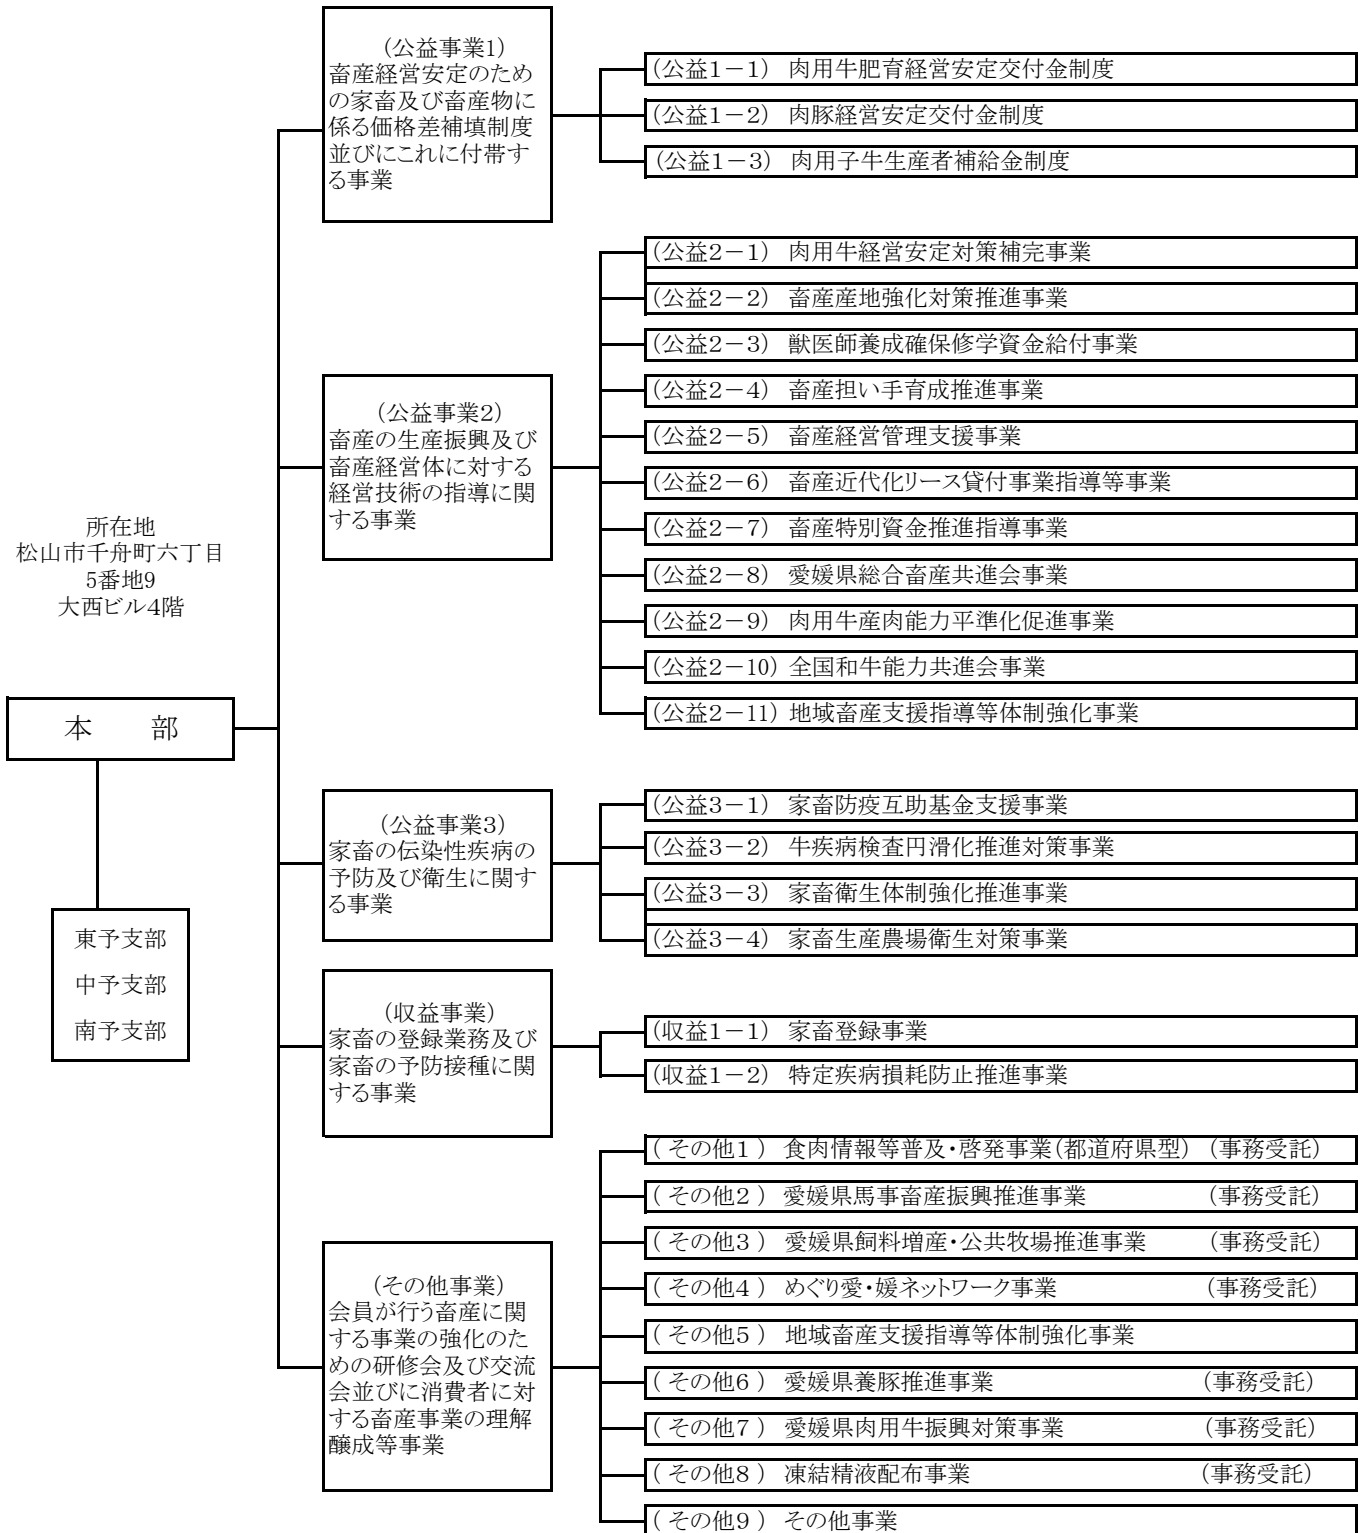 所在地
松山市千舟町六丁目
5番地9
大西ビル4階
本　部
東予支部
中予支部
南予支部
(公益事業1)
畜産経営安定のため
の家畜及び畜産物に
係る価格差補填制度
並びにこれに付帯す
る事業
(公益1－1) 肉用牛肥育経営安定交付金制度
(公益1－2) 肉豚経営安定交付金制度
(公益1－3) 肉用子牛生産者補給金制度
(公益事業2)
畜産の生産振興及び
畜産経営体に対する
経営技術の指導に関
する事業
(公益2－1) 肉用牛経営安定対策補完事業
(公益2－2) 畜産産地強化対策推進事業
(公益2－3) 獣医師養成確保修学資金給付事業
(公益2－4) 畜産担い手育成推進事業
(公益2－5) 畜産経営管理支援事業
(公益2－6) 畜産近代化リース貸付事業指導等事業
(公益2－7) 畜産特別資金推進指導事業
(公益2－8) 愛媛県総合畜産共進会事業
(公益2－9) 肉用牛産肉能力平準化促進事業
(公益2－10) 全国和牛能力共進会事業
(公益2－11) 地域畜産支援指導等体制強化事業
(公益事業3)
家畜の伝染性疾病の
予防及び衛生に関す
る事業
(公益3－1) 家畜防疫互助基金支援事業
(公益3－2) 牛疾病検査円滑化推進対策事業
(公益3－3) 家畜衛生体制強化推進事業
(公益3－4) 家畜生産農場衛生対策事業
(収益事業)
家畜の登録業務及び
家畜の予防接種に関
する事業
(収益1－1) 家畜登録事業
(収益1－2) 特定疾病損耗防止推進事業
(その他事業)
会員が行う畜産に関
する事業の強化のた
めの研修会及び交流
会並びに消費者に対
する畜産事業の理解
醸成等事業
( その他1 ) 食肉情報等普及・啓発事業(都道府県型) (事務受託)
( その他2 ) 愛媛県馬事畜産振興推進事業 (事務受託)
( その他3 ) 愛媛県飼料増産・公共牧場推進事業 (事務受託)
( その他4 ) めぐり愛・媛ネットワーク事業 (事務受託)
( その他5 ) 地域畜産支援指導等体制強化事業
( その他6 ) 愛媛県養豚推進事業 (事務受託)
( その他7 ) 愛媛県肉用牛振興対策事業 (事務受託)
( その他8 ) 凍結精液配布事業 (事務受託)
( その他9 ) その他事業